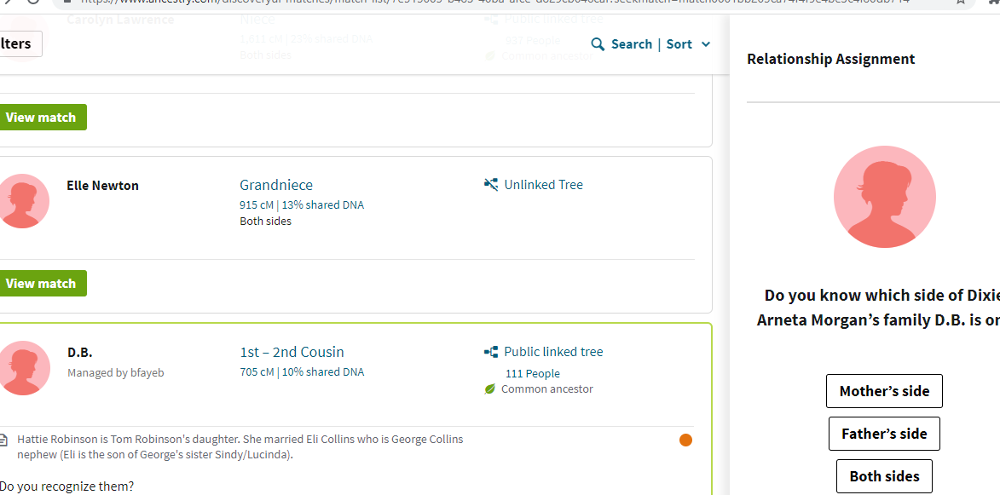 Carolyn Lawrence
Niece
Public linked tree
1,611 cM | 23% shared DNA
937 People
Both sides
Common ancestor
lters
Search | Sort
View match
Elle Newton
Grandniece
915 cM | 13% shared DNA
Both sides
Unlinked Tree
View match
D.B.
Managed by bfayeb
1st – 2nd Cousin
705 cM | 10% shared DNA
Public linked tree
111 People
Common ancestor
Hattie Robinson is Tom Robinson's daughter. She married Eli Collins who is George Collins
nephew (Eli is the son of George's sister Sindy/Lucinda).
Do you recognize them?
Relationship Assignment
Do you know which side of Dixie
Arneta Morgan's family D.B. is on
Mother's side
Father's side
Both sides